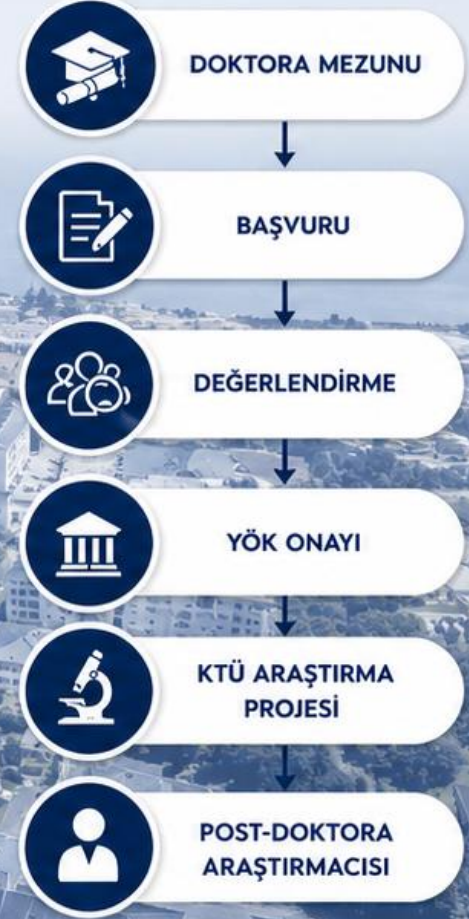 DOKTORA MEZUNU
BAŞVURU
DEĞERLENDİRME
YÖK ONAYI
KTÜ ARAŞTIRMA
PROJESİ
POST-DOKTORA
ARAŞTIRMACISI